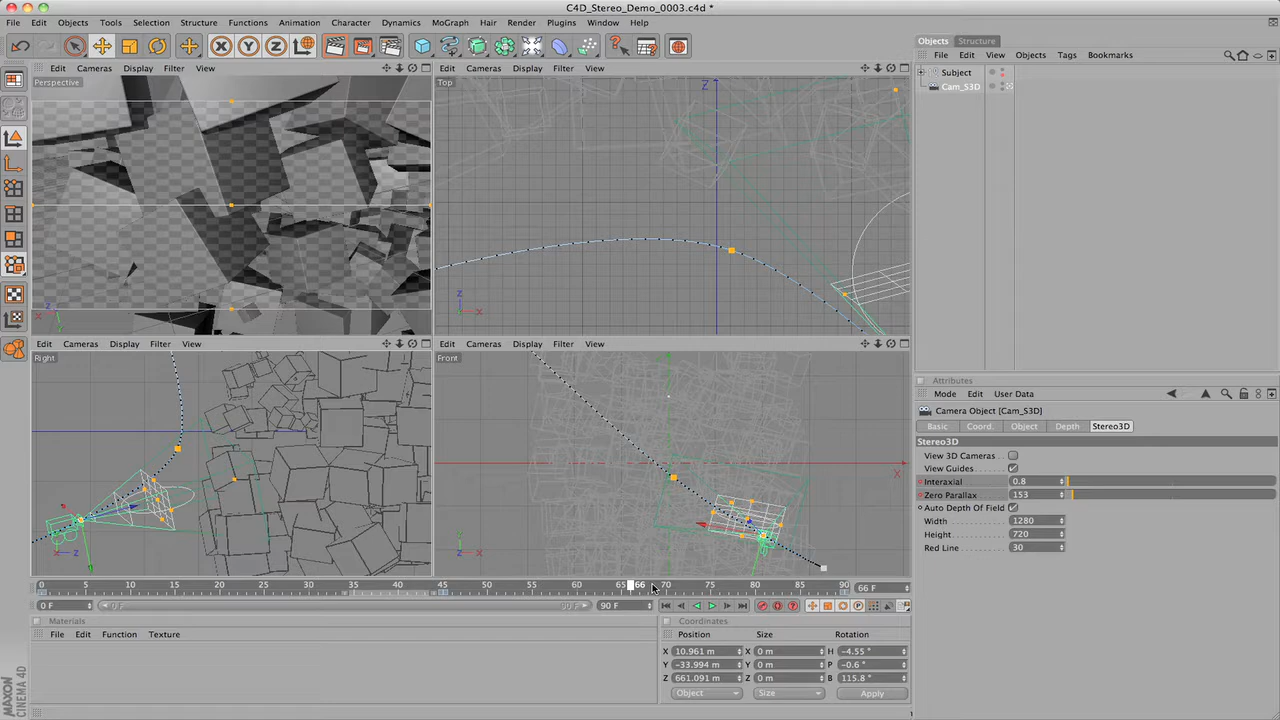 C4D_Stereo_Demo_0003.c4d *
File Edit Objects Tools Selection Structure Functions Animation Character Dynamics MoGraph Hair Render Plugins Window Help
Objects Structure
File Edit View Objects Tags Bookmarks
Subject
Cam_S3D
Edit Cameras Display Filter View
Perspective
Edit Cameras Display Filter View
Top
Z
Z
X
Z
X
Edit Cameras Display Filter View
Right
X
Z
Edit Cameras Display Filter View
Front
X
Z
X
0 5 10 15 20 25 30 35 40 45 50 55 60 65 66 70 75 80 85 90
66 F
0 F
0 F
90 F
90 F
Materials
File Edit Function Texture
Coordinates
Position Size Rotation
X 10.961 m X 0 m H -4.55 °
Y -33.994 m Y 0 m P -0.6 °
Z 661.091 m Z 0 m B 115.8 °
Object Size Apply
Attributes
Mode Edit User Data
Camera Object [Cam_S3D]
Basic Coord. Object Depth Stereo3D
Stereo3D
View 3D Cameras
View Guides
Interaxial 0.8
Zero Parallax 153
Auto Depth Of Field
Width 1280
Height 720
Red Line 30
MAXON
CINEMA 4D